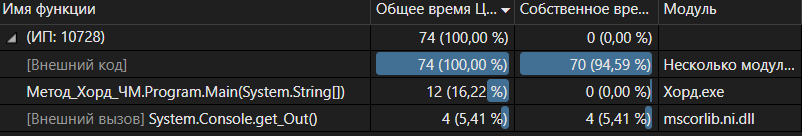 Имя функции Общее время Ц... Собственное вре... Модуль
(ИП: 10728) 74 (100,00 %) 0 (0,00 %)
[Внешний код] 74 (100,00 %) 70 (94,59 %) Несколько модул...
Метод_Хорд_ЧМ.Program.Main(System.String[]) 12 (16,22 %) 0 (0,00 %) Хорд.exe
[Внешний вызов] System.Console.get_Out() 4 (5,41 %) 4 (5,41 %) mscorlib.ni.dll